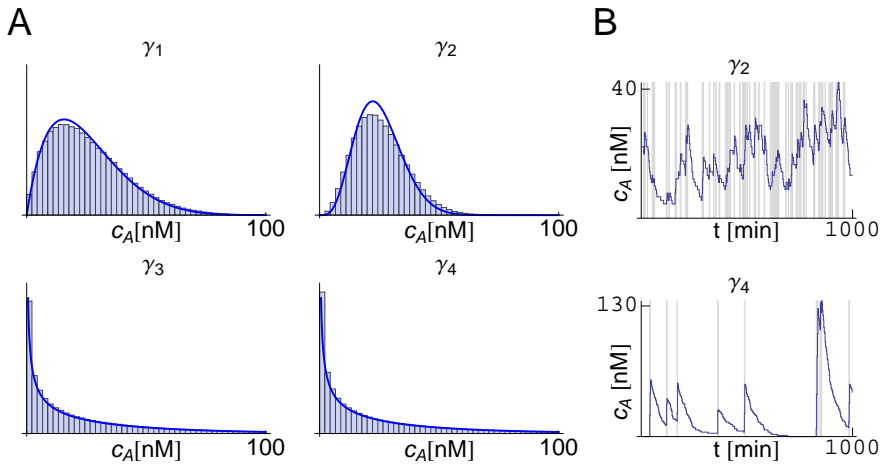 A
B
γ1
γ2
cA[nM]
100
cA[nM]
100
γ3
γ4
cA[nM]
100
cA[nM]
100
γ2
40
cA [nM]
t [min]
1000
γ4
130
cA [nM]
t [min]
1000